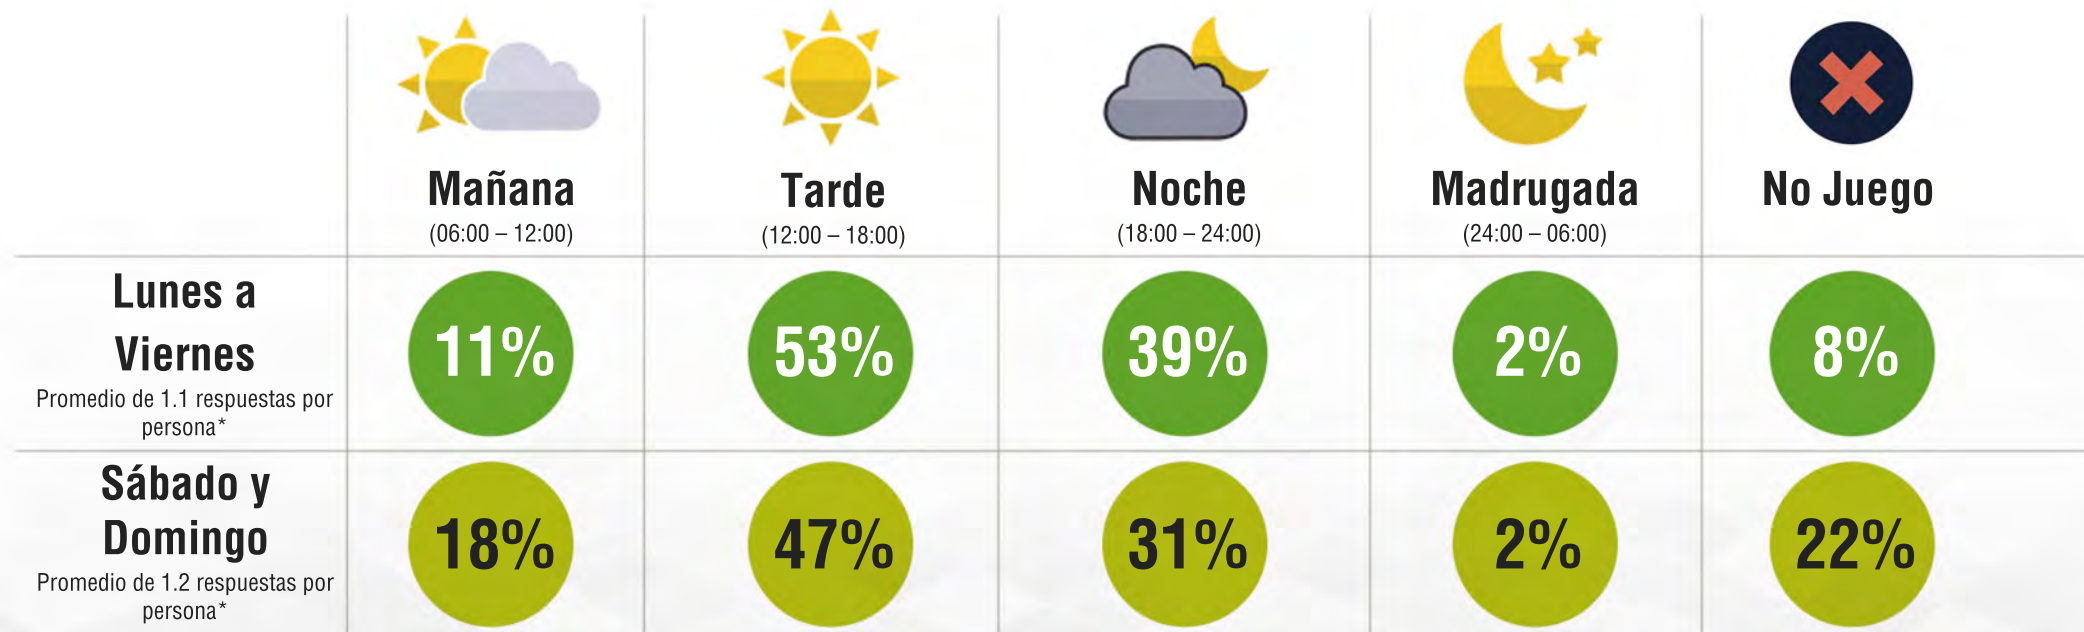 Mañana
(06:00 – 12:00)
Tarde
(12:00 – 18:00)
Noche
(18:00 – 24:00)
Madrugada
(24:00 – 06:00)
No Juego
Lunes a
Viernes
Promedio de 1.1 respuestas por
persona*
11%
53%
39%
2%
8%
Sábado y
Domingo
Promedio de 1.2 respuestas por
persona*
18%
47%
31%
2%
22%